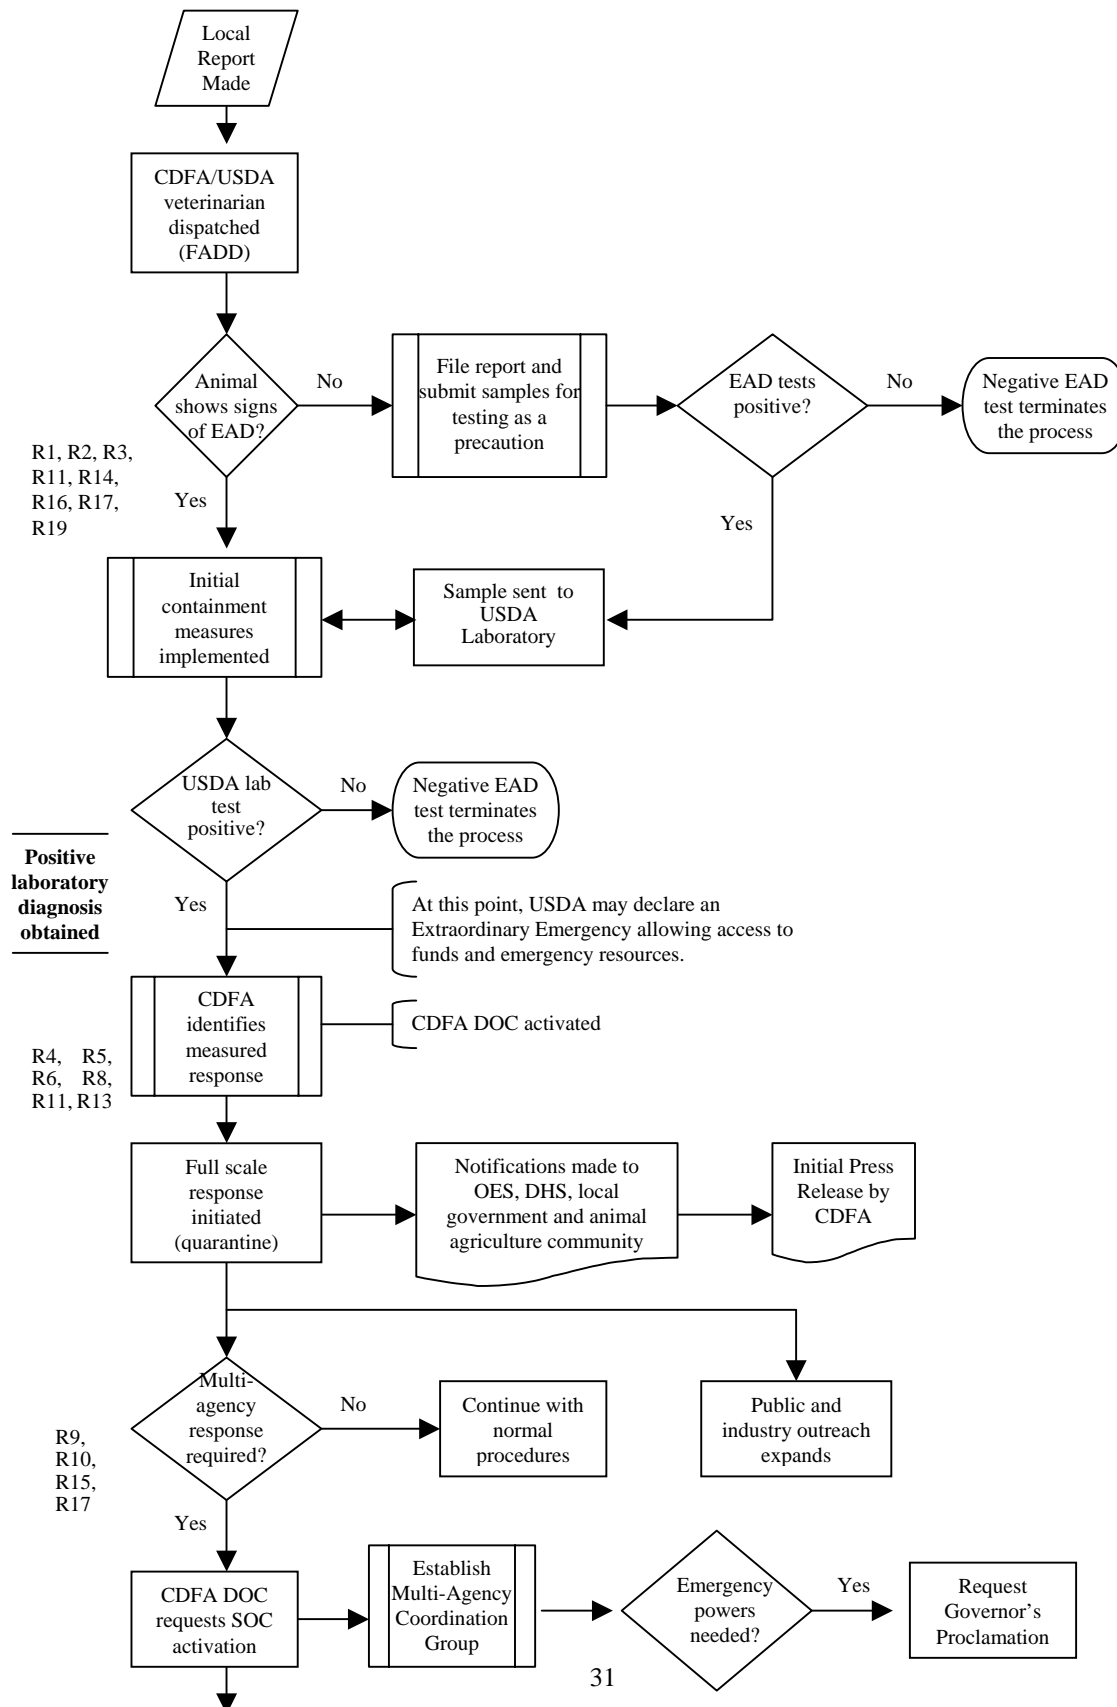 Local
Report
Made
CDFA/USDA
veterinarian
dispatched
(FADD)
Animal
shows signs
of EAD?
No
File report and
submit samples for
testing as a
precaution
EAD tests
positive?
No
Negative EAD
test terminates
the process
R1, R2, R3,
R11, R14,
R16, R17,
R19
Yes
Yes
Initial
containment
measures
implemented
Sample sent to
USDA
Laboratory
USDA lab
test
positive?
No
Negative EAD
test terminates
the process
Positive
laboratory
diagnosis
obtained
Yes
At this point, USDA may declare an
Extraordinary Emergency allowing access to
funds and emergency resources.
CDFA
identifies
measured
response
CDFA DOC activated
R4, R5,
R6, R8,
R11, R13
Full scale
response
initiated
(quarantine)
Notifications made to
OES, DHS, local
government and animal
agriculture community
Initial Press
Release by
CDFA
Multi-
agency
response
required?
No
Continue with
normal
procedures
Public and
industry outreach
expands
R9,
R10,
R15,
R17
Yes
CDFA DOC
requests SOC
activation
Establish
Multi-Agency
Coordination
Group
Emergency
powers
needed?
Yes
Request
Governor's
Proclamation
31